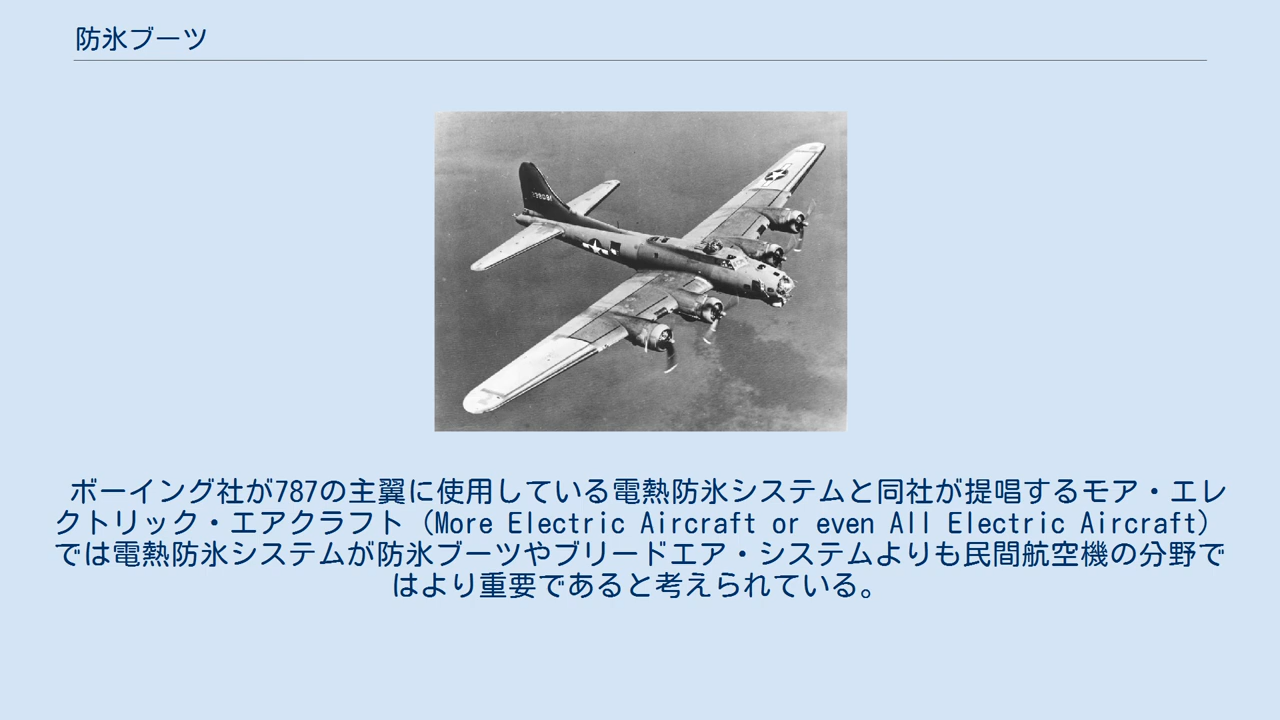 防氷ブーツ
ボーイング社が787の主翼に使用している電熱防氷システムと同社が提唱するモア・エレ
クトリック・エアクラフト（More Electric Aircraft or even All Electric Aircraft）
では電熱防氷システムが防氷ブーツやブリードエア・システムよりも民間航空機の分野で
はより重要であると考えられている。